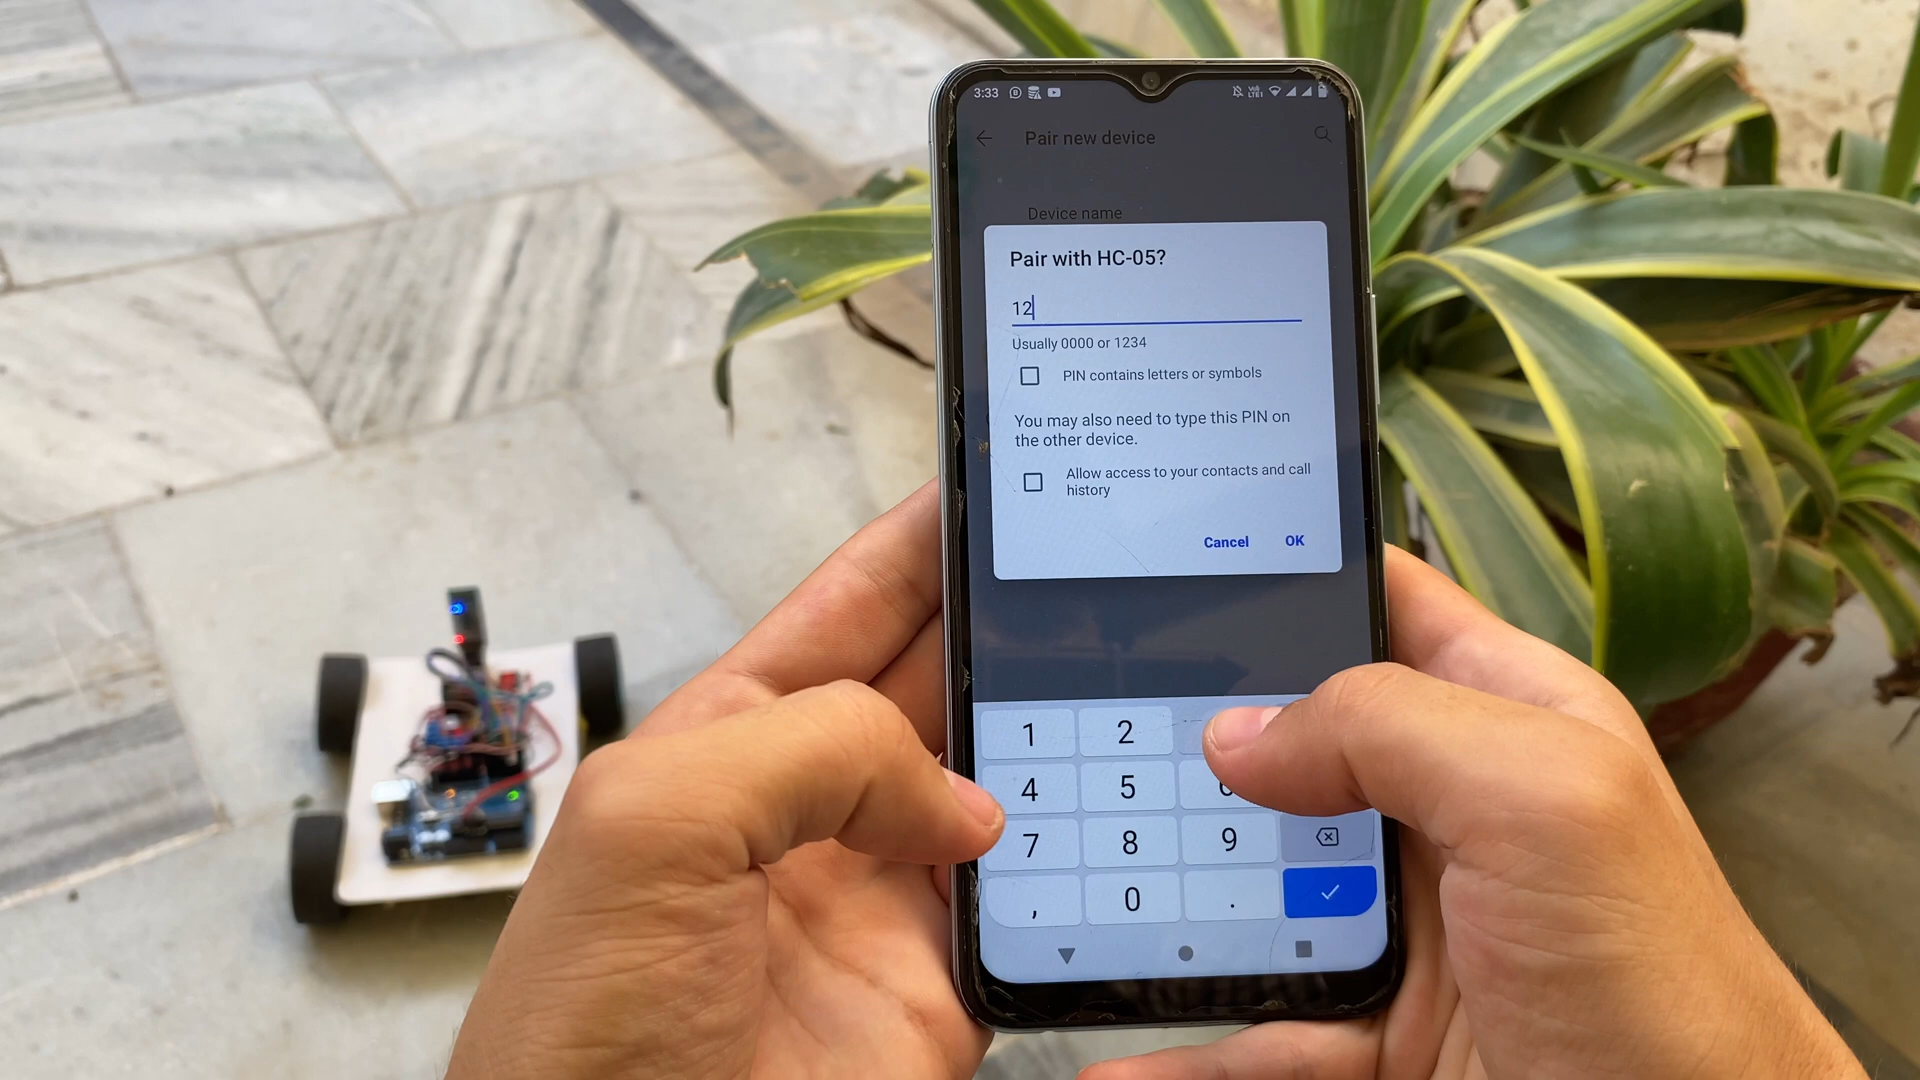 3:33
Pair new device
Device name
Pair with HC-05?
12
Usually 0000 or 1234
PIN contains letters or symbols
You may also need to type this PIN on
the other device.
Allow access to your contacts and call
history
Cancel OK
1 2
4 5
7 8 9
, 0 .